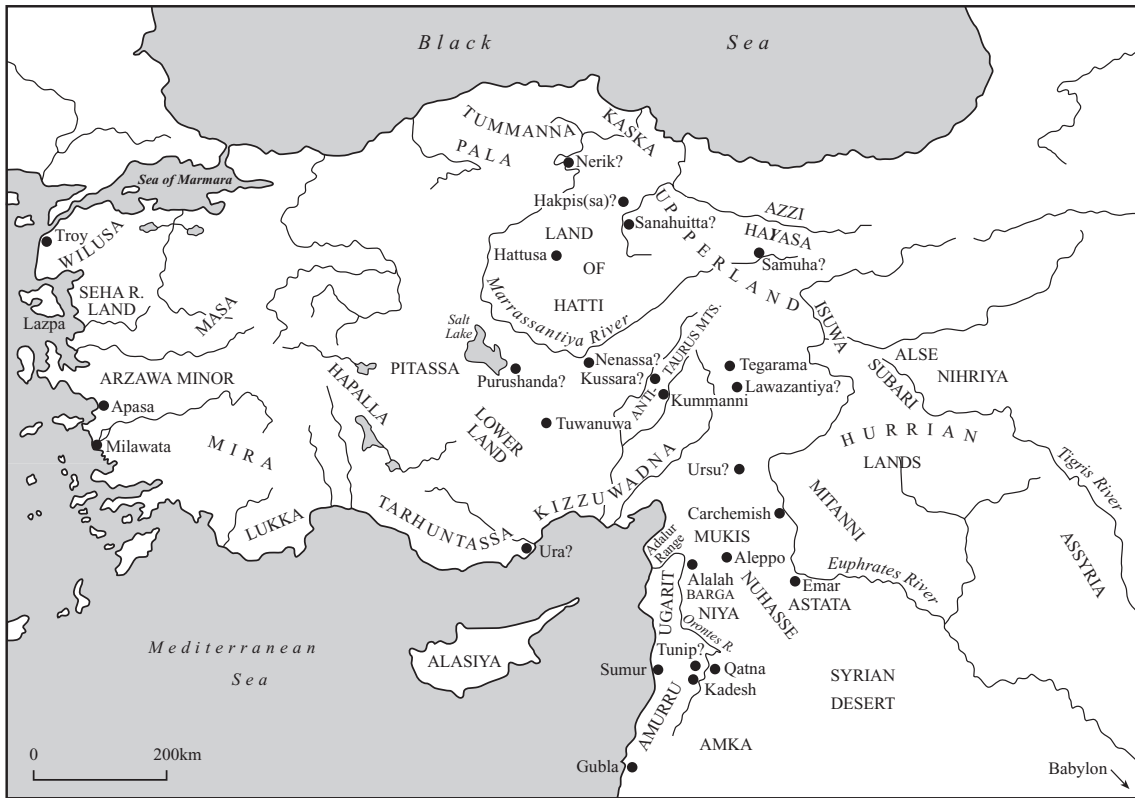 Black Sea
TUMMANNA
KASKA
PALA
Nerik?
Sea of Marmara
Hakpis(sa)?
UPPER LAND
AZZI
Sanahuitta?
HAYASA
Troy
WILUSA
LAND
OF
HATTI
Hattusa
Samuha?
SEHA R.
LAND
MASA
Marrassantiya River
ISUWA
Lazpa
Salt
Lake
Nenassa?
ANTI-TAURUS MTS.
Tegarama
ALSE
ARZAWA MINOR
HAPALLA
PITASSA
Purushanda?
Kussara?
Lawazantiya?
SUBARI
NIHRIYA
Apasa
Kummanni
Tuwanuwa
LOWER
LAND
HURRIAN
LANDS
Milawata
MIRA
Ursu?
Tigris River
KIZZUWADNA
MITANNI
LUKKA
TARHUNTASSA
Carchemish
Ura?
Adalur
Range
MUKIS
Aleppo
ASSYRIA
Alalah
Euphrates River
Emar
BARGA
ASTATA
UGARIT
NIYA
NUHASSE
Orontes R.
Mediterranean
Sea
ALASIYA
Tunip?
Sumur
Qatna
Kadesh
SYRIAN
DESERT
AMURRU
AMKA
0 200km
Gubla
Babylon